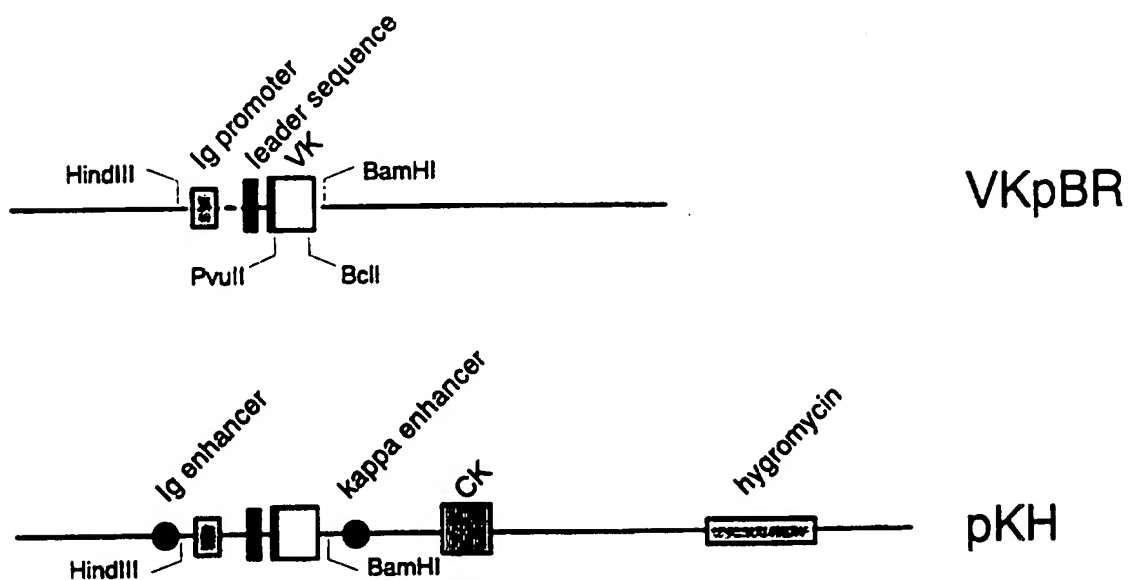 Ig promoter
leader sequence
VK
HindIII
BamHI
VKpBR
PvuII
BclI
Ig enhancer
kappa enhancer
CK
hygromycin
pKH
HindIII
BamHI